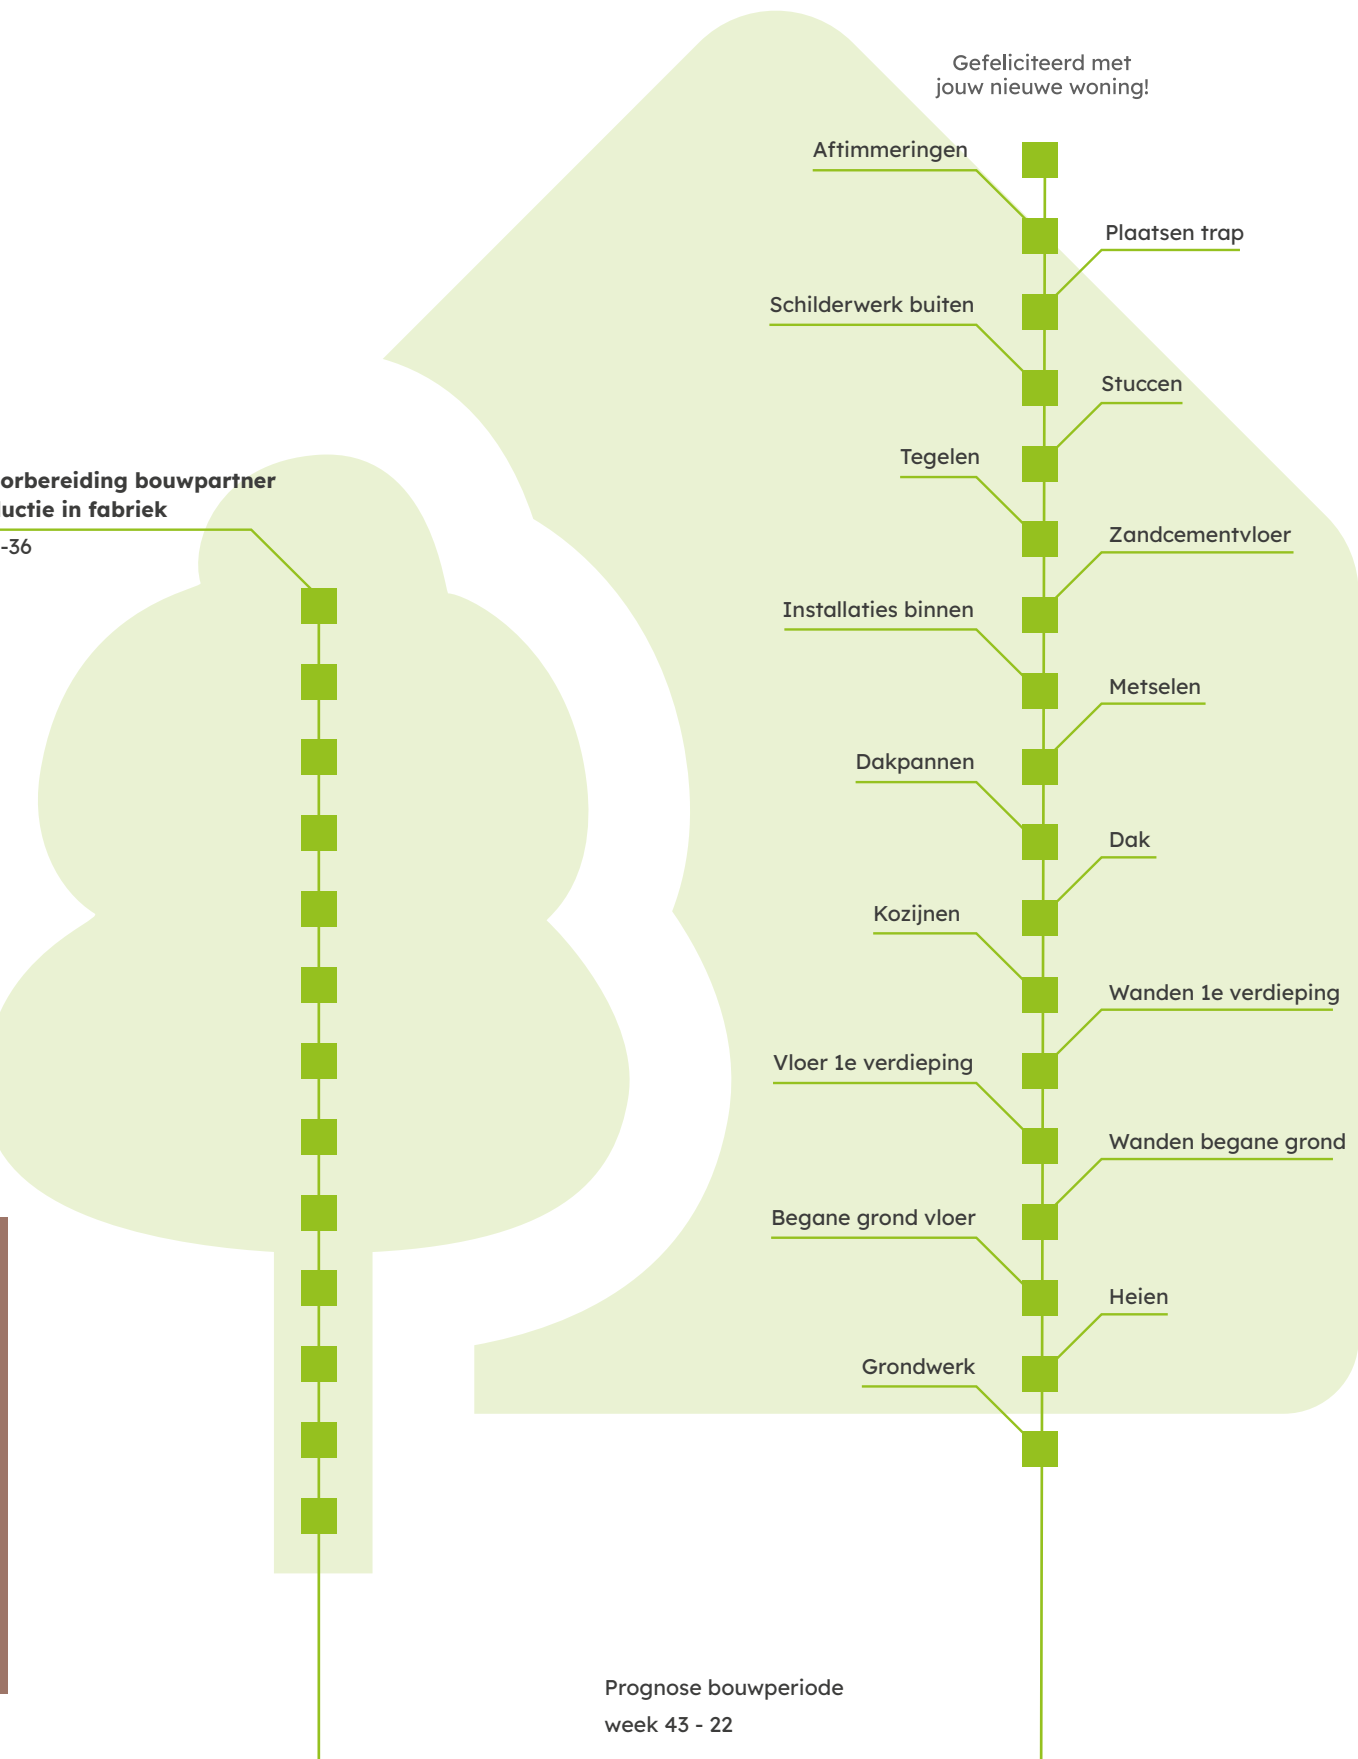 Gefeliciteerd met
jouw nieuwe woning!
Aftimmeringen
Plaatsen trap
Schilderwerk buiten
Stuccen
Tegelen
Zandcementvloer
Installaties binnen
Metselen
Dakpannen
Dak
Kozijnen
Wanden 1e verdieping
Vloer 1e verdieping
Wanden begane grond
Begane grond vloer
Heien
Grondwerk
orbereiding bouwpartner
luctie in fabriek
-36
Prognose bouwperiode
week 43 - 22